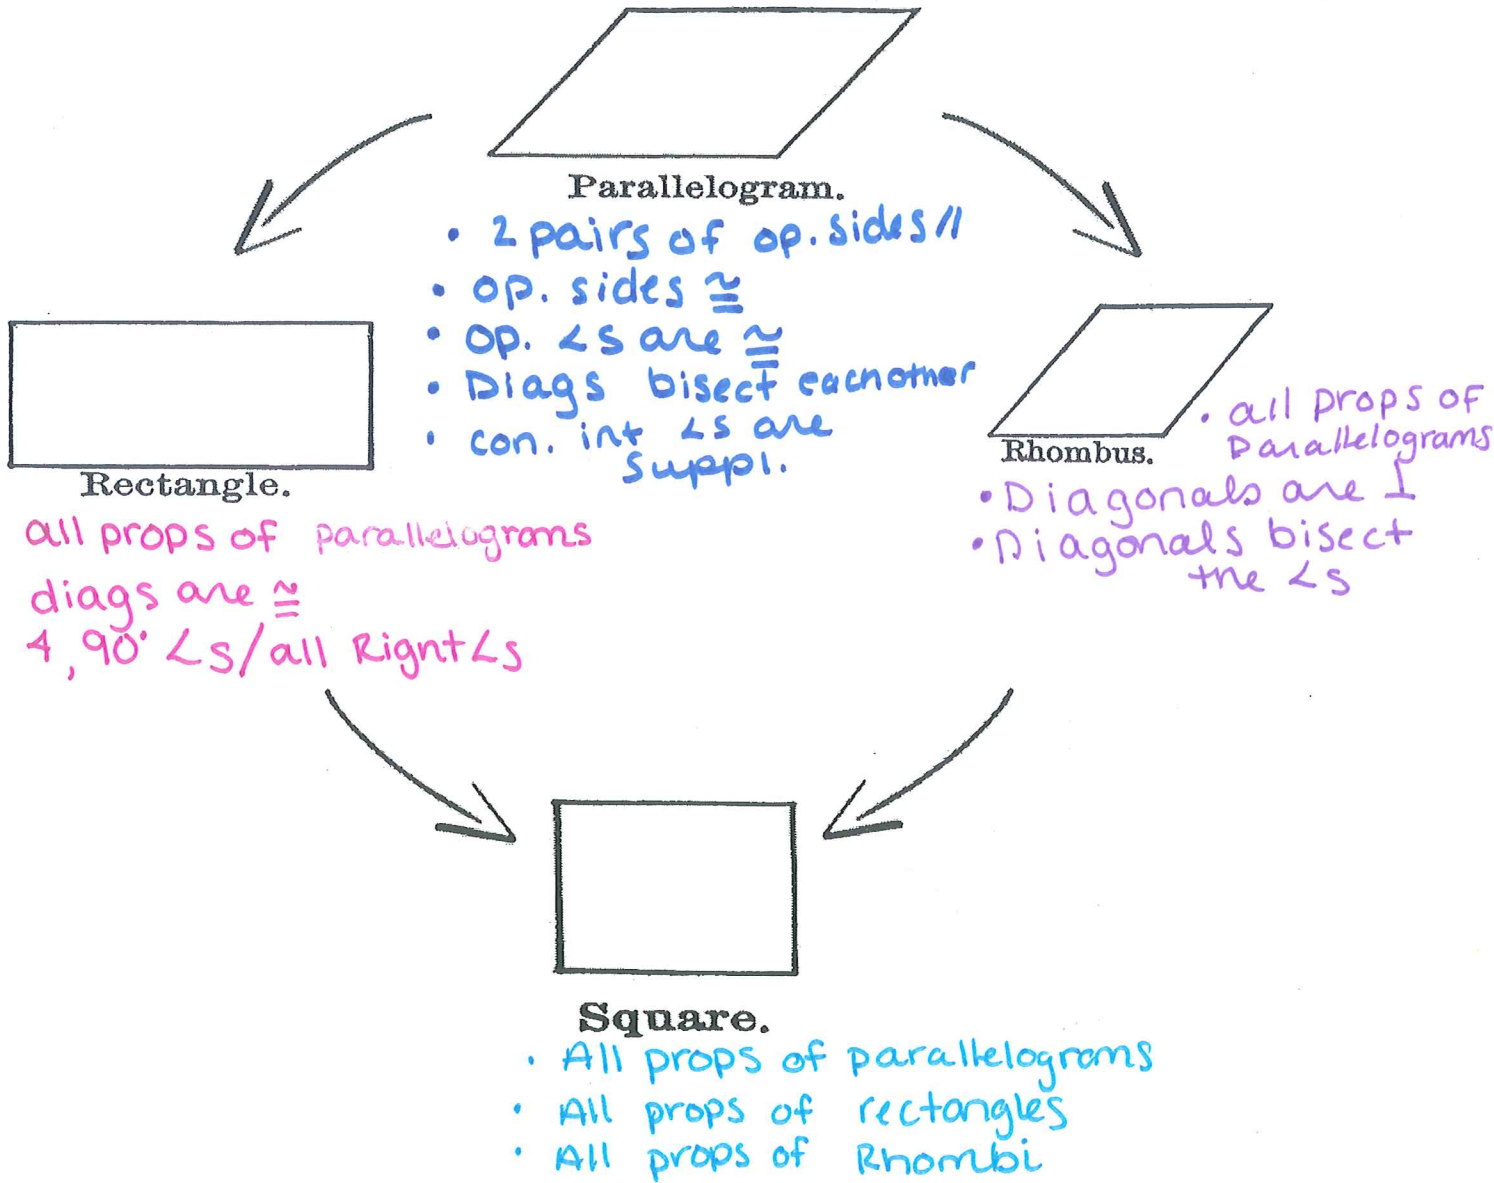 Parallelogram.
• 2 pairs of op. sides //
• op. sides ≅
• op. ∠s are ≅
• Diags bisect eachother
• con. int ∠s are
suppl.
Rectangle.
all props of parallelograms
diags are ≅
4, 90° ∠s/all Right ∠s
Rhombus.
• all props of
parallelograms
• Diagonals are ⊥
• Diagonals bisect
the ∠s
Square.
• All props of parallelograms
• All props of rectangles
• All props of Rhombi